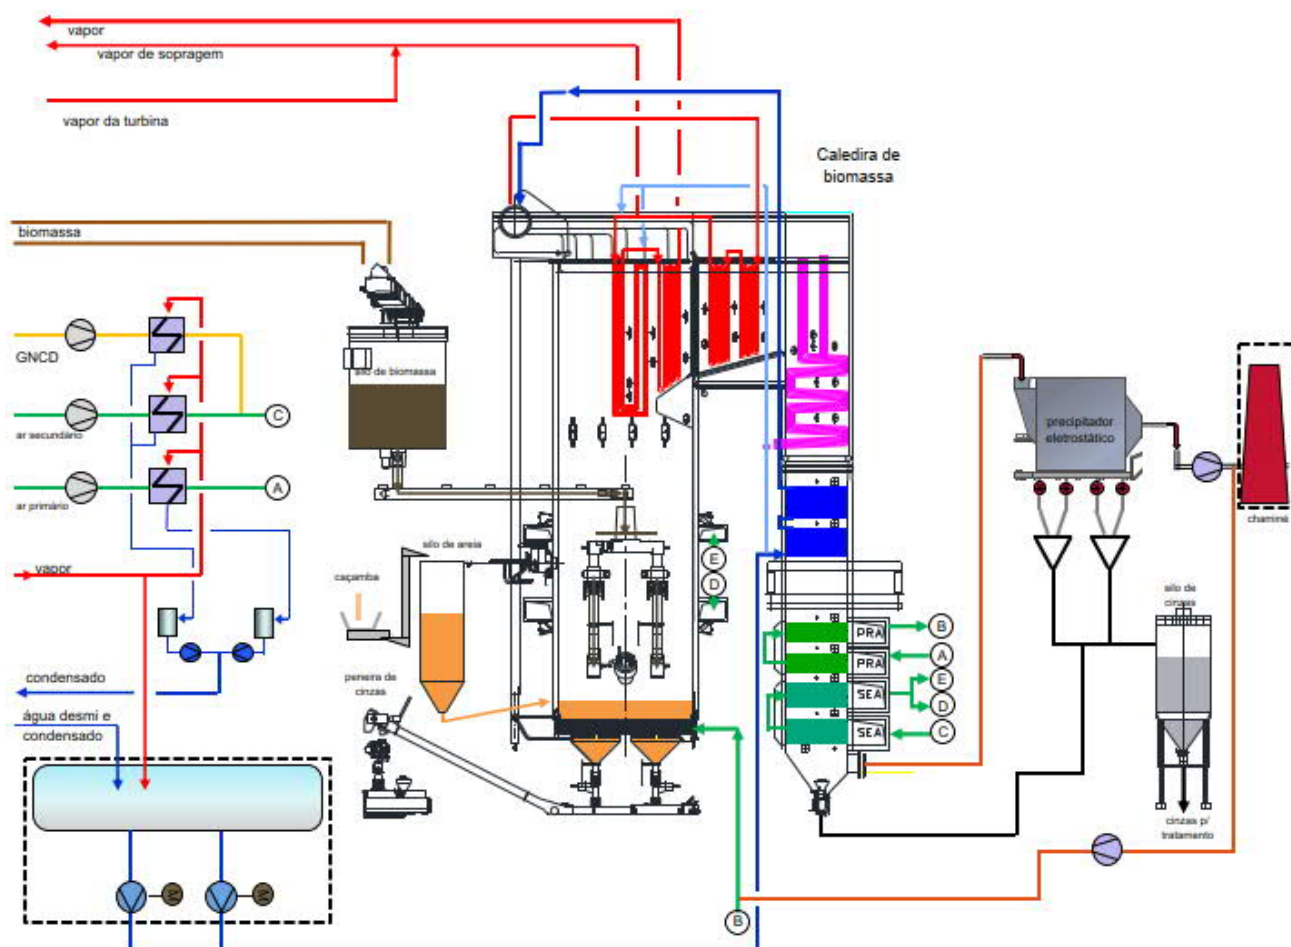 vapor
vapor de sopragem
vapor da turbina
Caledira de
biomassa
biomassa
GNCD
silo de biomassa
precipitador
eletrostático
C
ar secundário
A
ar primário
chaminé
silo de areia
E
D
vapor
caçamba
silo de
cinzas
PRA
B
PRA
A
condensado
peneira de
cinzas
SEA
E
D
SEA
C
água desmi e
condensado
cinzas p/
tratamento
M
M
B